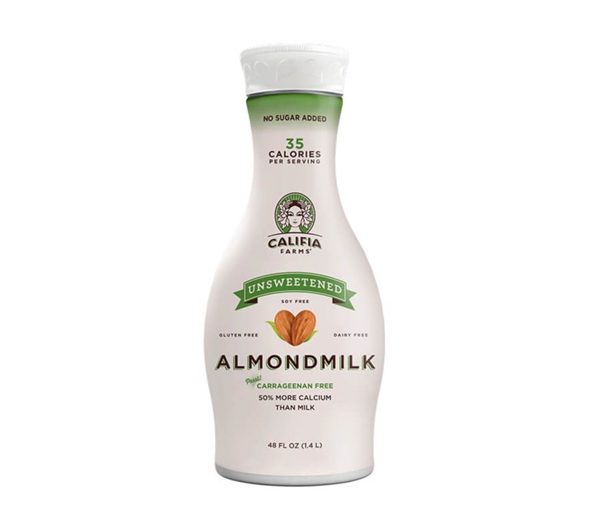 NO SUGAR ADDED
35
CALORIES
PER SERVING
CALIFIA
FARMS®
UNSWEETENED
SOY FREE
GLUTEN FREE
DAIRY FREE
ALMONDMILK
Pssst!
CARRAGEENAN FREE
50% MORE CALCIUM
THAN MILK
48 FL OZ (1.4 L)